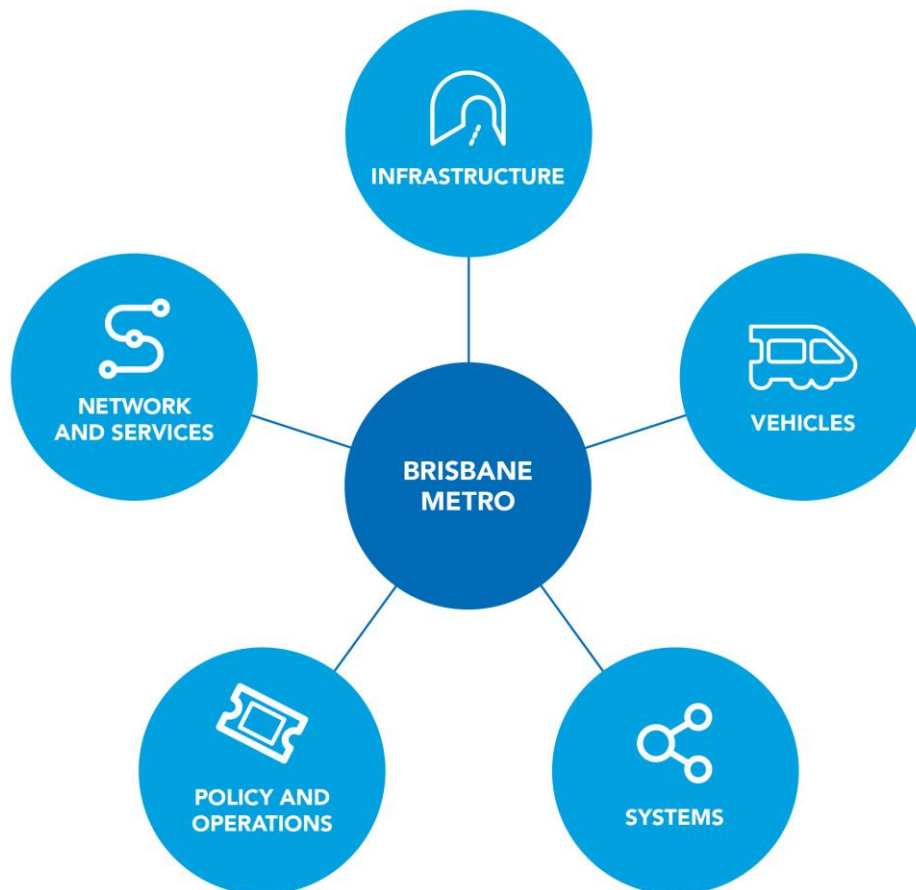 INFRASTRUCTURE
NETWORK
AND SERVICES
VEHICLES
BRISBANE
METRO
POLICY AND
OPERATIONS
SYSTEMS